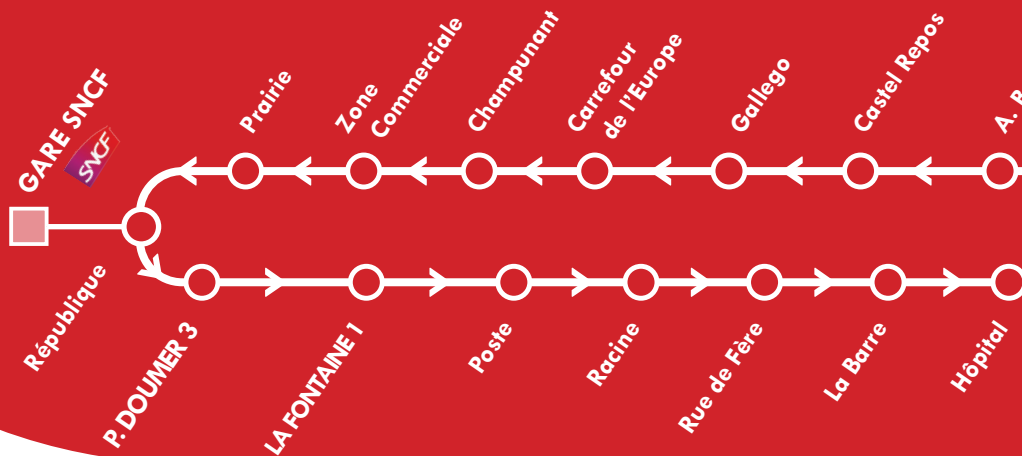 GARE SNCF
SNCF
Prairie
Zone
Commerciale
Champunant
Carrefour
de l'Europe
Gallego
Castel Repos
A.
République
P. DOUMER 3
LA FONTAINE 1
Poste
Racine
Rue de Fère
La Barre
Hôpital